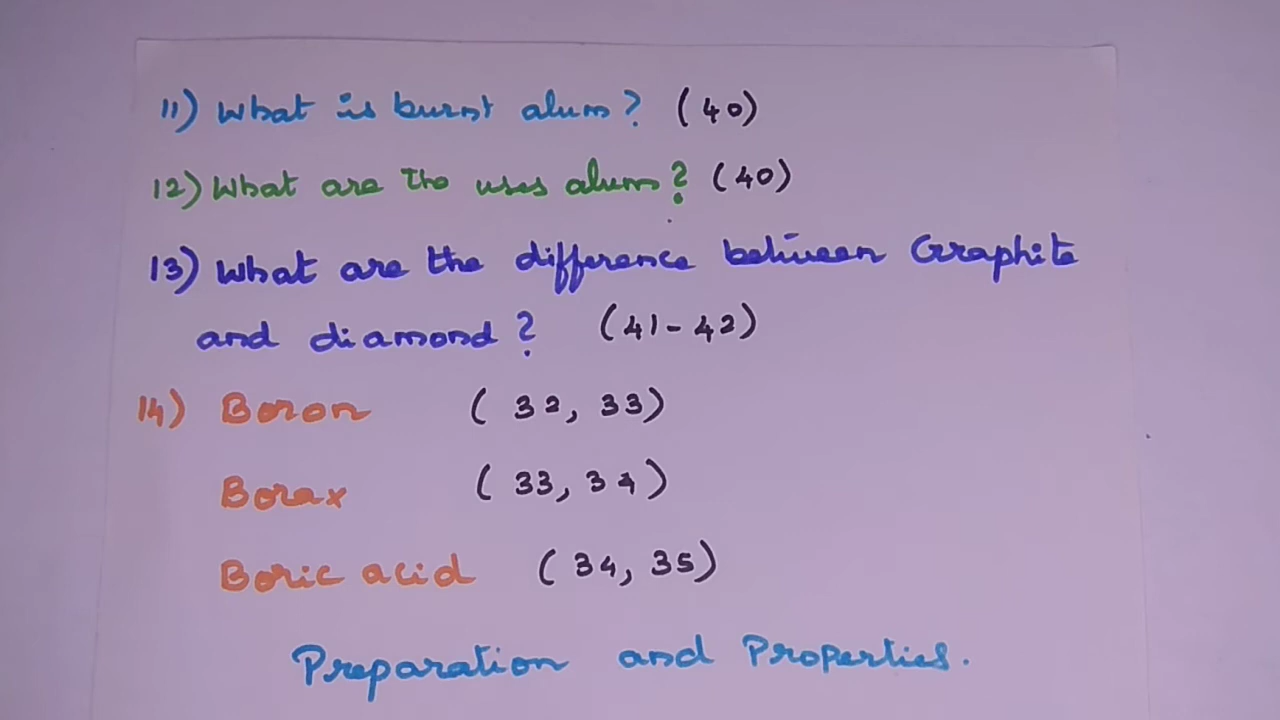 11) What is burnt alum? (40)
12) What are the uses alum? (40)
13) What are the difference between Graphite
and diamond? (41-42)
14) Boron (32, 33)
Borax (33, 34)
Boric acid (34, 35)
Preparation and Properties.